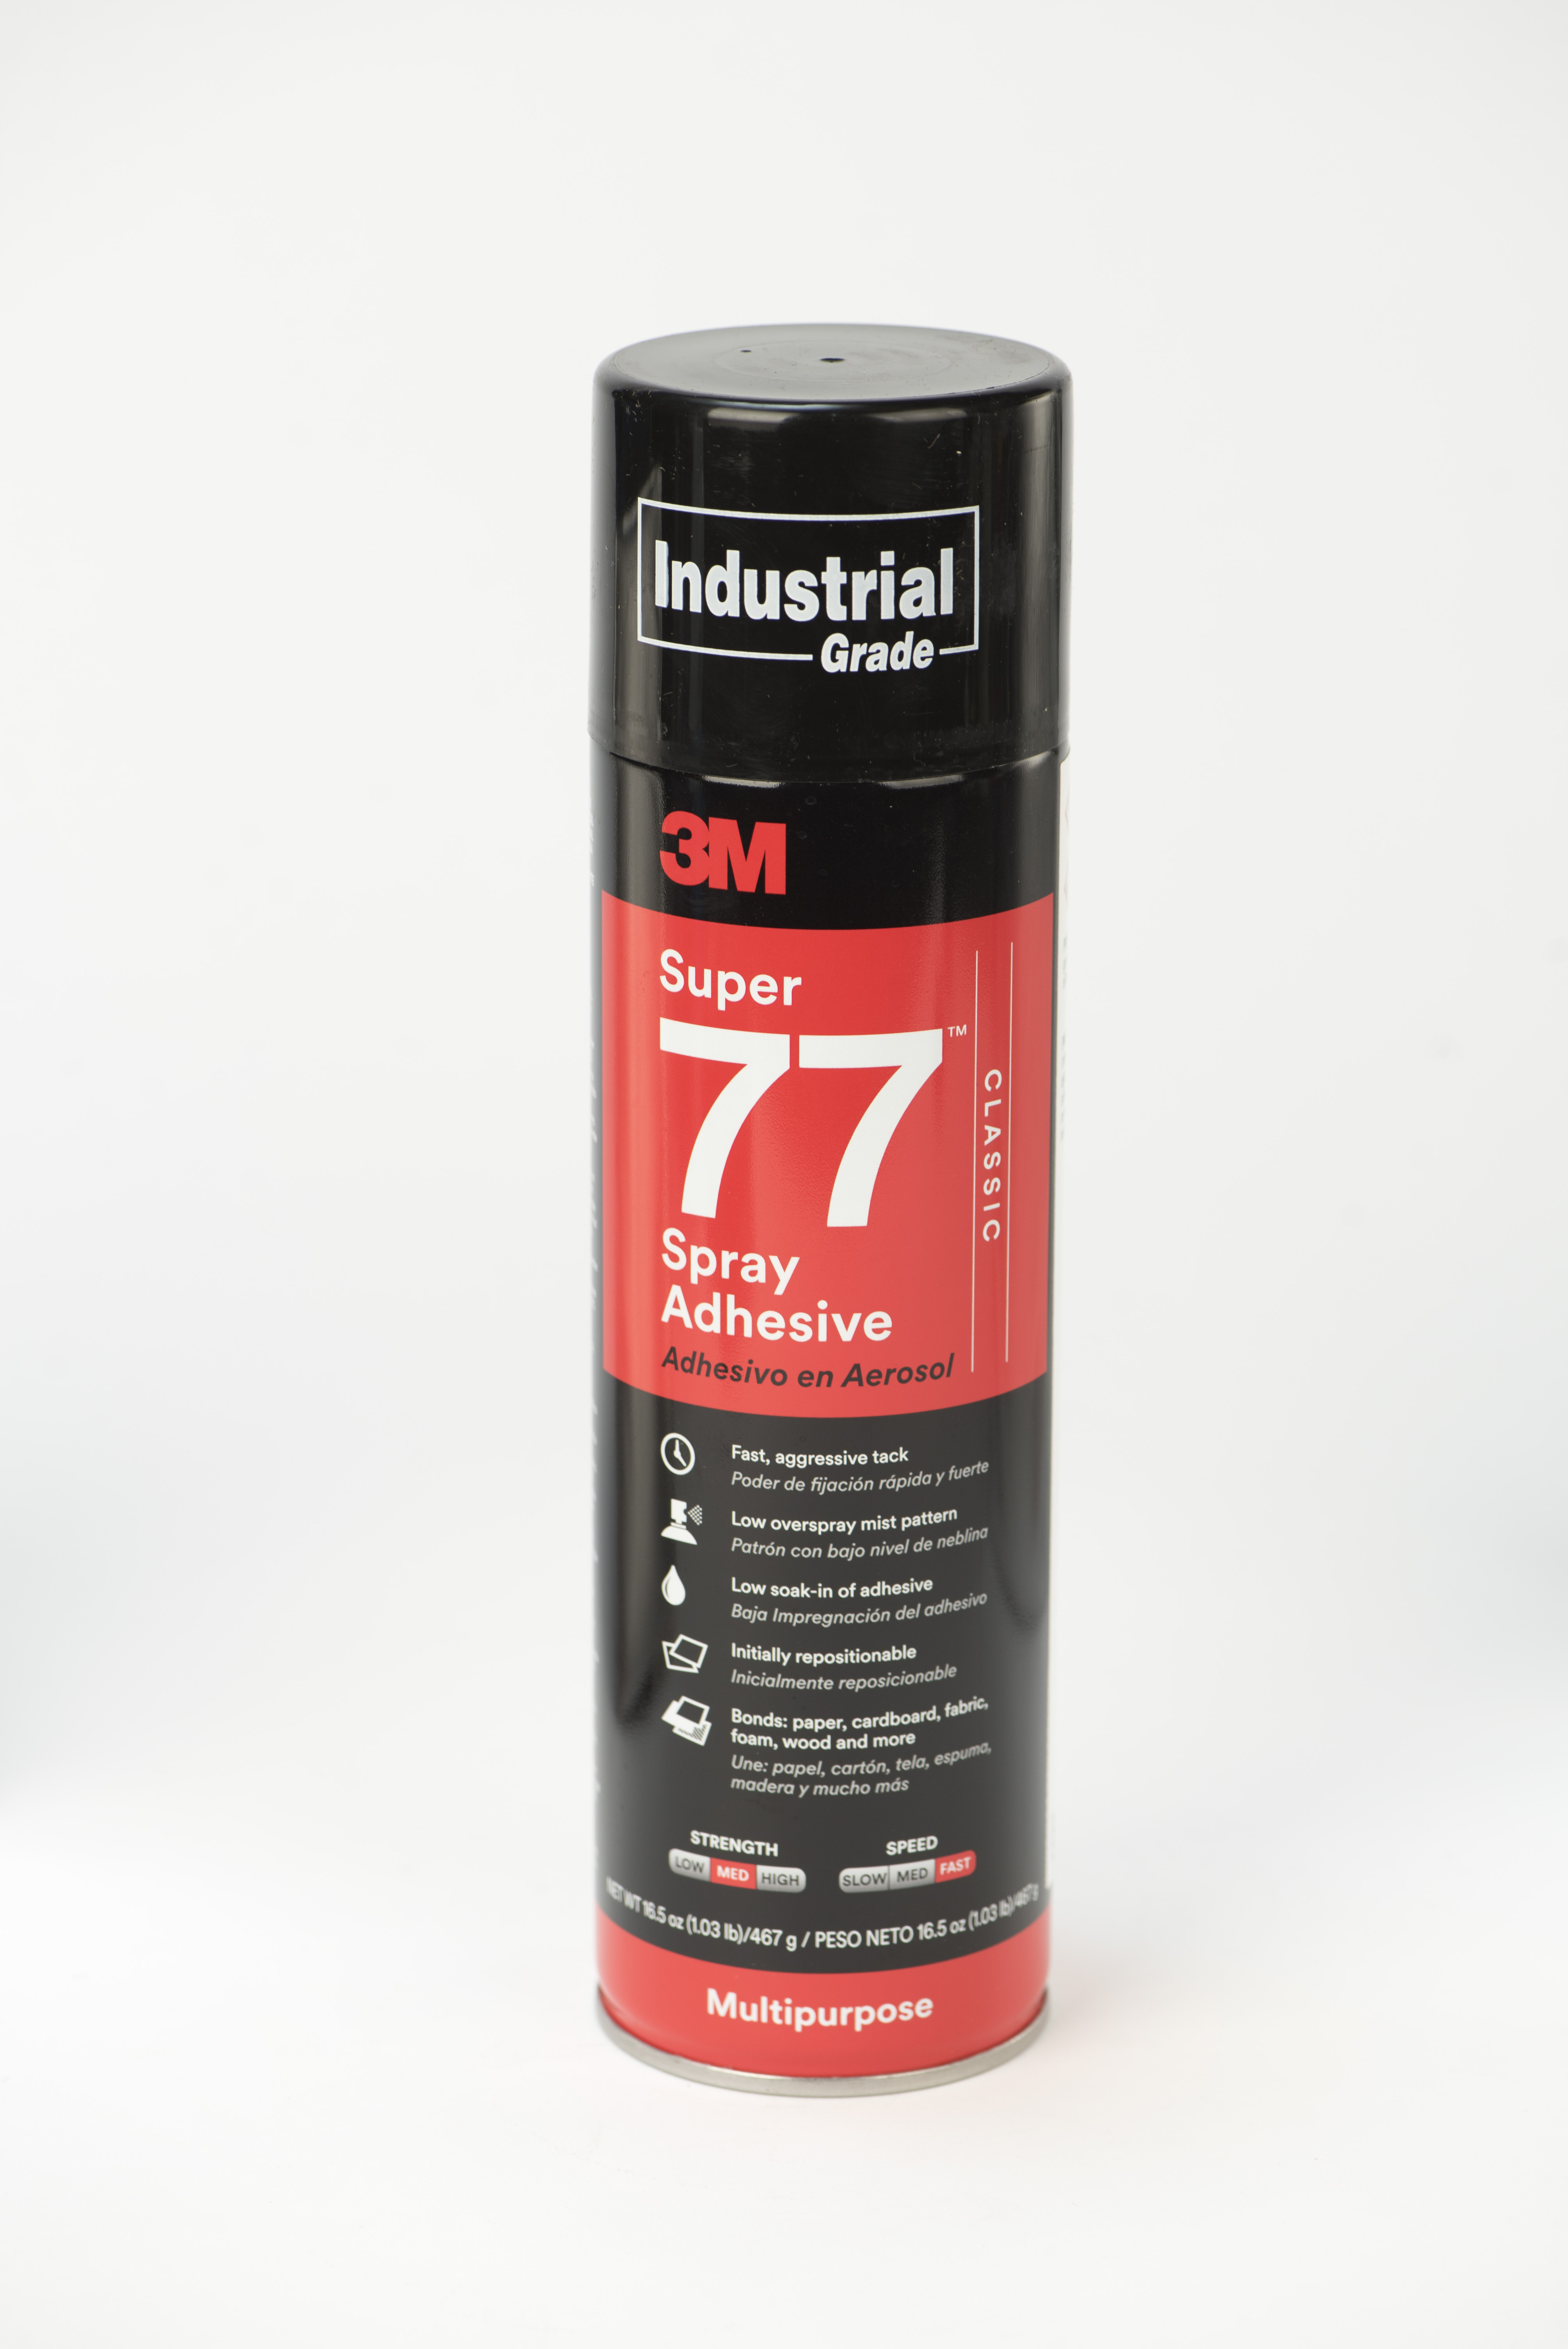 Industrial
Grade
3M
Super
77™
CLASSIC
Spray
Adhesive
Adhesivo en Aerosol
Fast, aggressive tack
Poder de fijación rápida y fuerte
Low overspray mist pattern
Patrón con bajo nivel de neblina
Low soak-in of adhesive
Baja Impregnación del adhesivo
Initially repositionable
Inicialmente reposicionable
Bonds: paper, cardboard, fabric,
foam, wood and more
Une: papel, cartón, tela, espuma,
madera y mucho más
STRENGTH
LOW MED HIGH
SPEED
SLOW MED FAST
NET WT 16.5 oz (1.03 lb)/467 g / PESO NETO 16.5 oz (1.03 lb)/467 g
Multipurpose